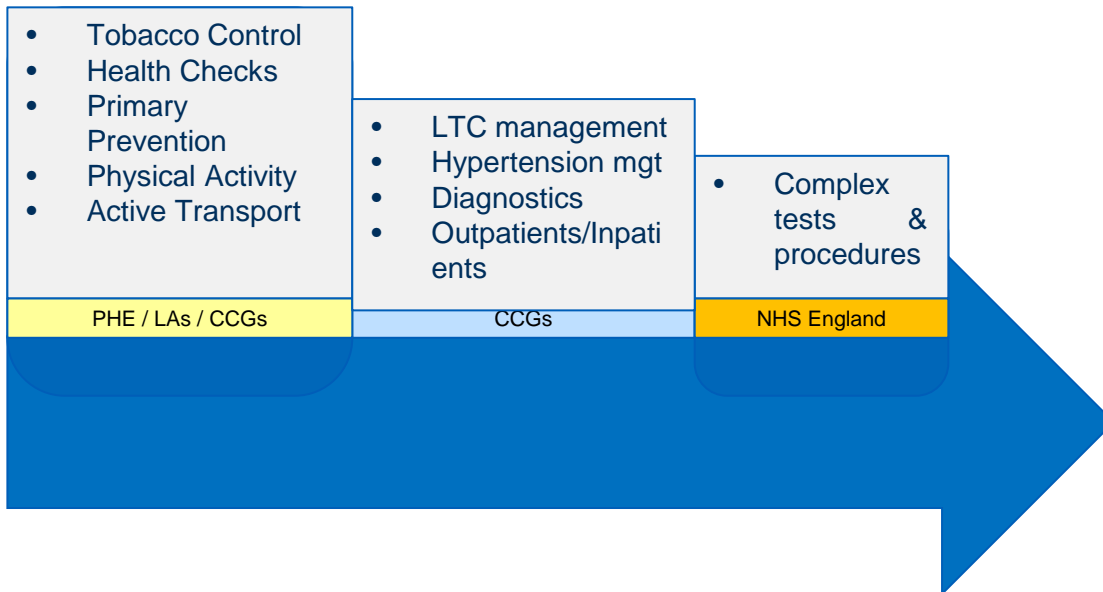 • Tobacco Control
• Health Checks
• Primary
Prevention
• Physical Activity
• Active Transport
PHE / LAs / CCGs
• LTC management
• Hypertension mgt
• Diagnostics
• Outpatients/Inpati
ents
CCGs
• Complex
tests &
procedures
NHS England